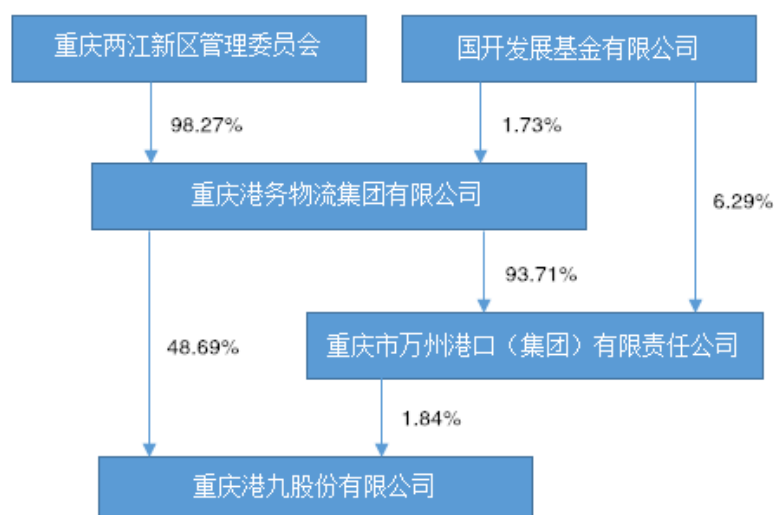 重庆两江新区管理委员会
国开发展基金有限公司
98.27%
1.73%
重庆港务物流集团有限公司
6.29%
93.71%
48.69%
重庆市万州港口（集团）有限责任公司
1.84%
重庆港九股份有限公司